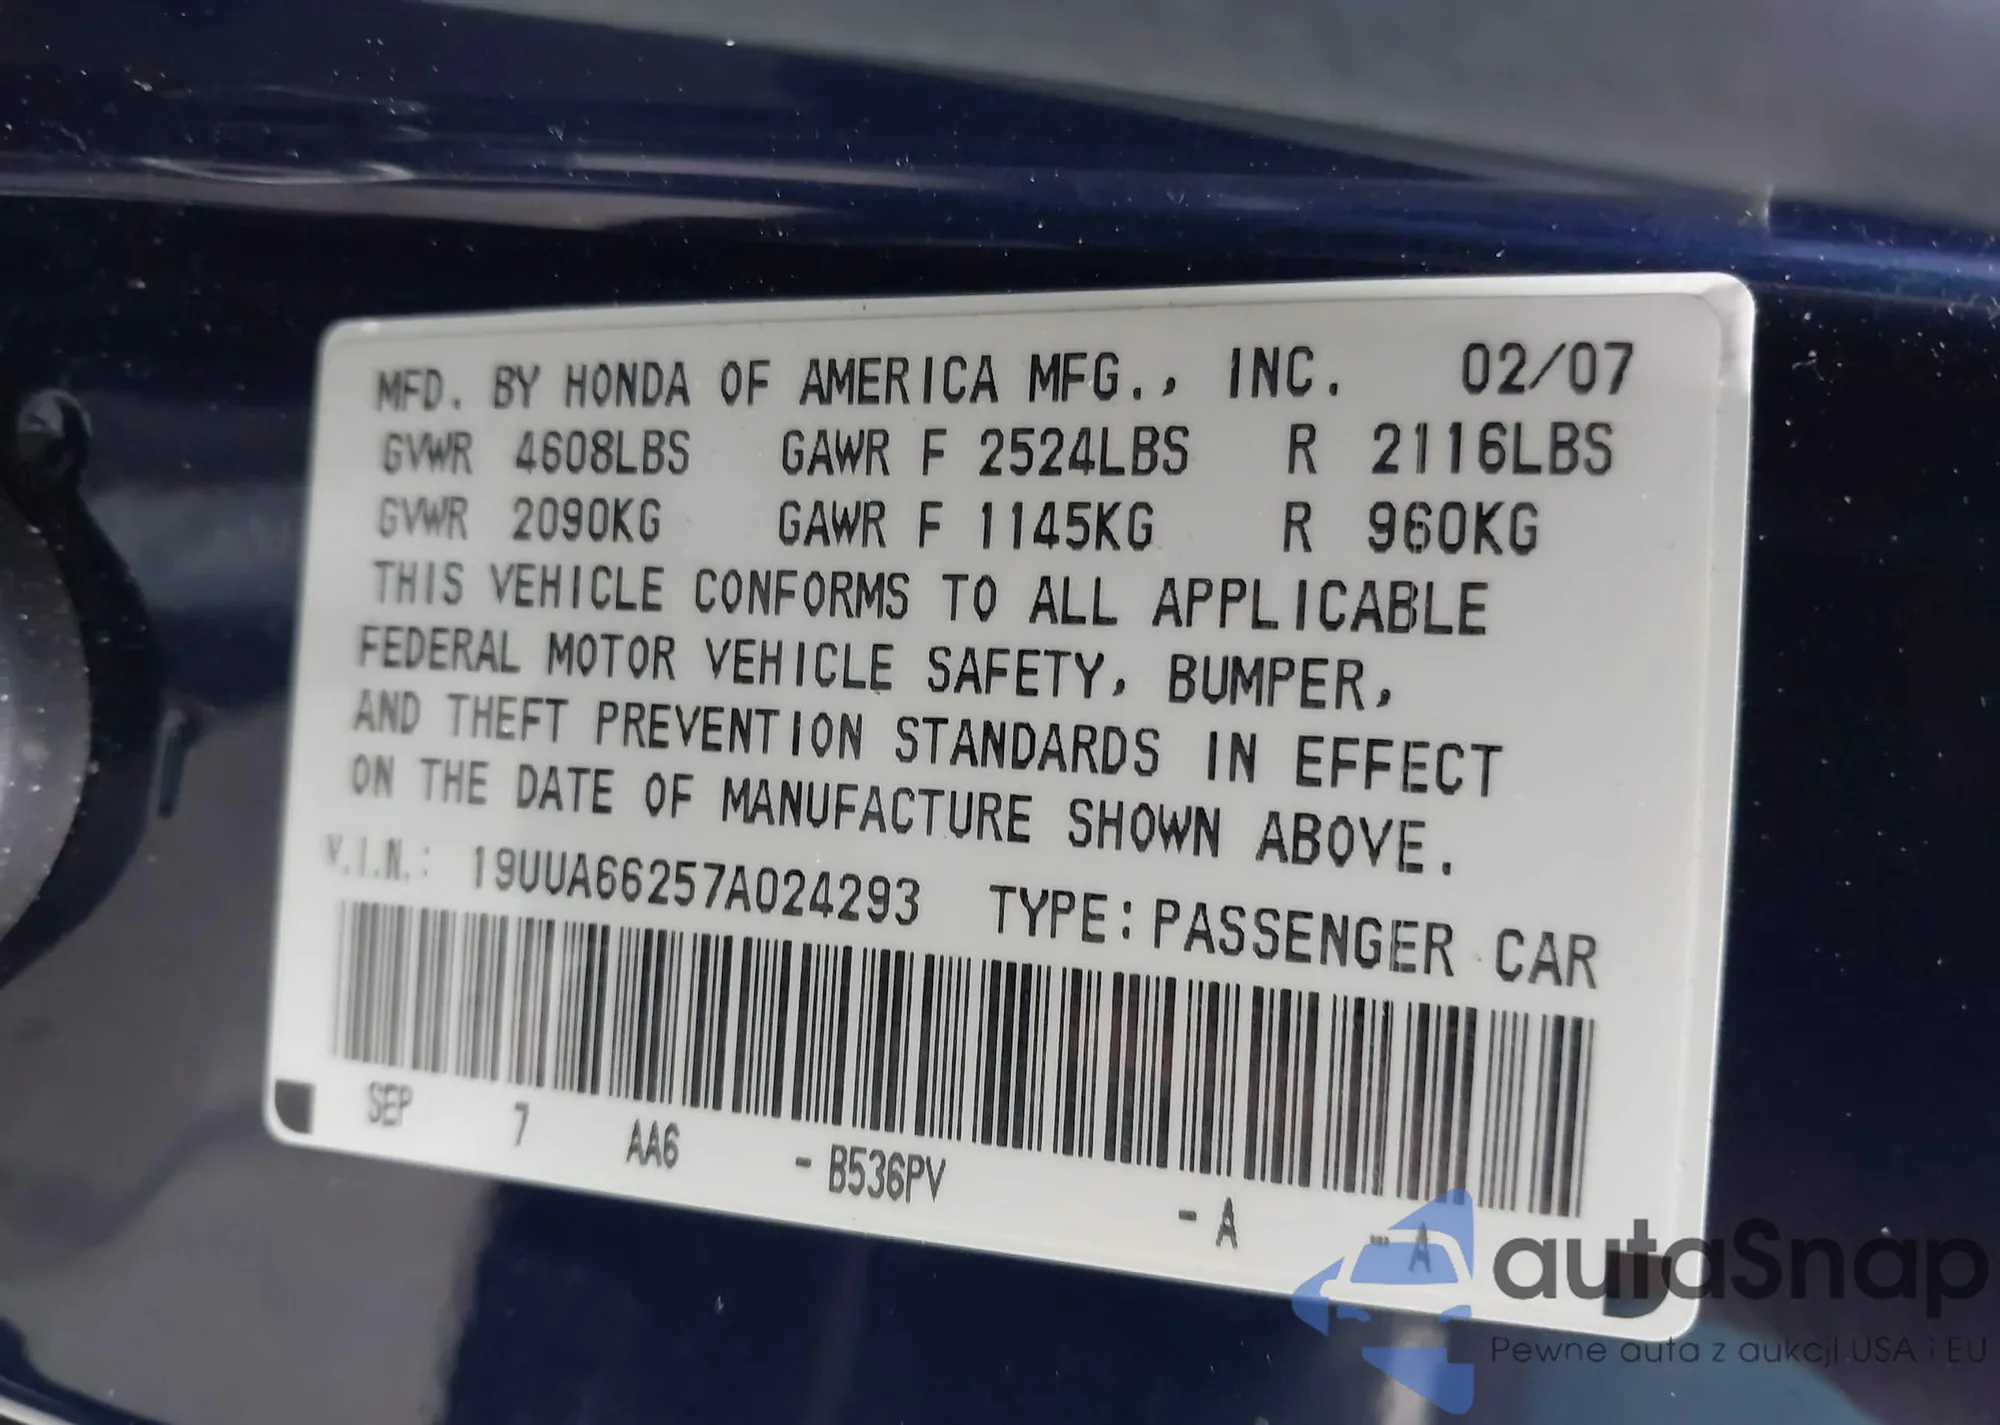 MFD. BY HONDA OF AMERICA MFG., INC. 02/07
GVWR 4608LBS GAWR F 2524LBS R 2116LBS
GVWR 2090KG GAWR F 1145KG R 960KG
THIS VEHICLE CONFORMS TO ALL APPLICABLE
FEDERAL MOTOR VEHICLE SAFETY, BUMPER,
AND THEFT PREVENTION STANDARDS IN EFFECT
ON THE DATE OF MANUFACTURE SHOWN ABOVE.
V.I.N.: 19UUA66257A024293 TYPE: PASSENGER CAR
SEP 7 AA6 - B536PV - A - A
autaSnap
Pewne auta z aukcji USA i EU